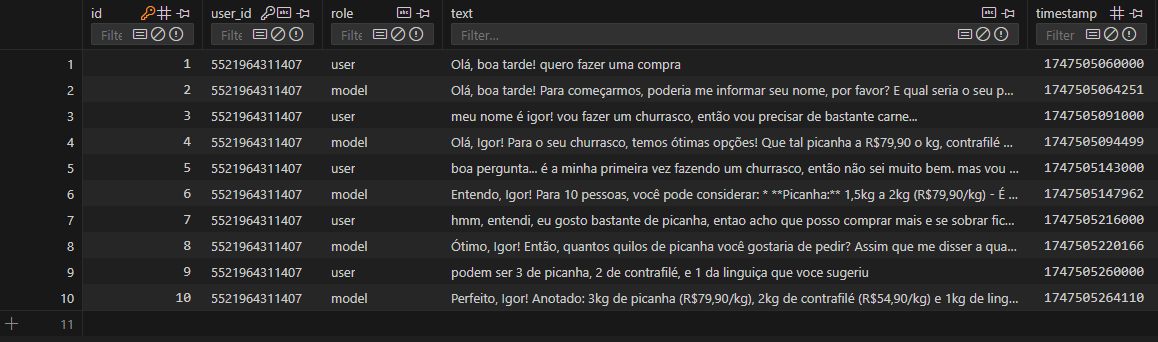 id user_id role text timestamp
Filte Filte Filte Filter... Filter
1 1 5521964311407 user Olá, boa tarde! quero fazer uma compra 1747505060000
2 2 5521964311407 model Olá, boa tarde! Para começarmos, poderia me informar seu nome, por favor? E qual seria o seu p... 1747505064251
3 3 5521964311407 user meu nome é igor! vou fazer um churrasco, então vou precisar de bastante carne... 1747505091000
4 4 5521964311407 model Olá, Igor! Para o seu churrasco, temos ótimas opções! Que tal picanha a R$79,90 o kg, contrafilé ... 1747505094499
5 5 5521964311407 user boa pergunta... é a minha primeira vez fazendo um churrasco, então não sei muito bem. mas vou ... 1747505143000
6 6 5521964311407 model Entendo, Igor! Para 10 pessoas, você pode considerar: * **Picanha:** 1,5kg a 2kg (R$79,90/kg) - É ... 1747505147962
7 7 5521964311407 user hmm, entendi, eu gosto bastante de picanha, entao acho que posso comprar mais e se sobrar fic... 1747505216000
8 8 5521964311407 model Ótimo, Igor! Então, quantos quilos de picanha você gostaria de pedir? Assim que me disser a qua... 1747505220166
9 9 5521964311407 user podem ser 3 de picanha, 2 de contrafilé, e 1 da linguiça que voce sugeriu 1747505260000
10 10 5521964311407 model Perfeito, Igor! Anotado: 3kg de picanha (R$79,90/kg), 2kg de contrafilé (R$54,90/kg) e 1kg de ling... 1747505264110
11